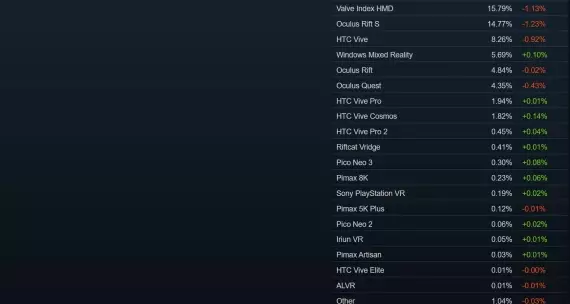 Valve Index HMD 15.79% -1.13%
Oculus Rift S 14.77% -1.23%
HTC Vive 8.26% -0.92%
Windows Mixed Reality 5.69% +0.10%
Oculus Rift 4.84% -0.02%
Oculus Quest 4.35% -0.43%
HTC Vive Pro 1.94% +0.01%
HTC Vive Cosmos 1.82% +0.14%
HTC Vive Pro 2 0.45% +0.04%
Riftcat Vridge 0.41% +0.01%
Pico Neo 3 0.30% +0.08%
Pimax 8K 0.23% +0.06%
Sony PlayStation VR 0.19% +0.02%
Pimax 5K Plus 0.12% -0.01%
Pico Neo 2 0.06% +0.02%
Iriun VR 0.05% +0.01%
Pimax Artisan 0.03% +0.01%
HTC Vive Elite 0.01% -0.00%
ALVR 0.01% -0.01%
Other 1.04% -0.03%